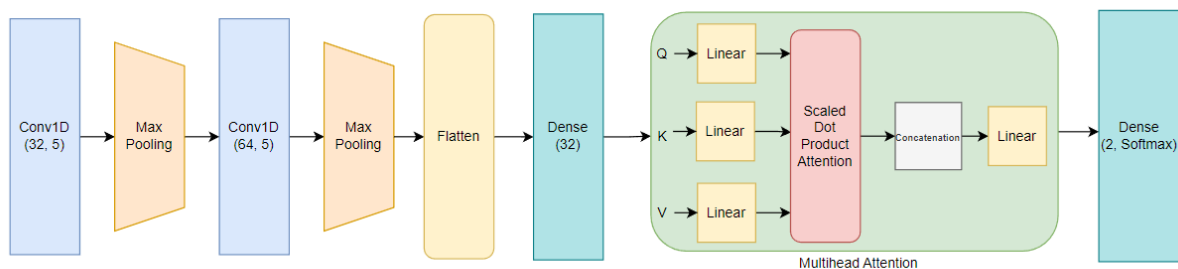 Conv1D
(32, 5)
Max
Pooling
Conv1D
(64, 5)
Max
Pooling
Flatten
Dense
(32)
Q
Linear
K
Linear
V
Linear
Scaled
Dot
Product
Attention
Concatenation
Linear
Multihead Attention
Dense
(2, Softmax)